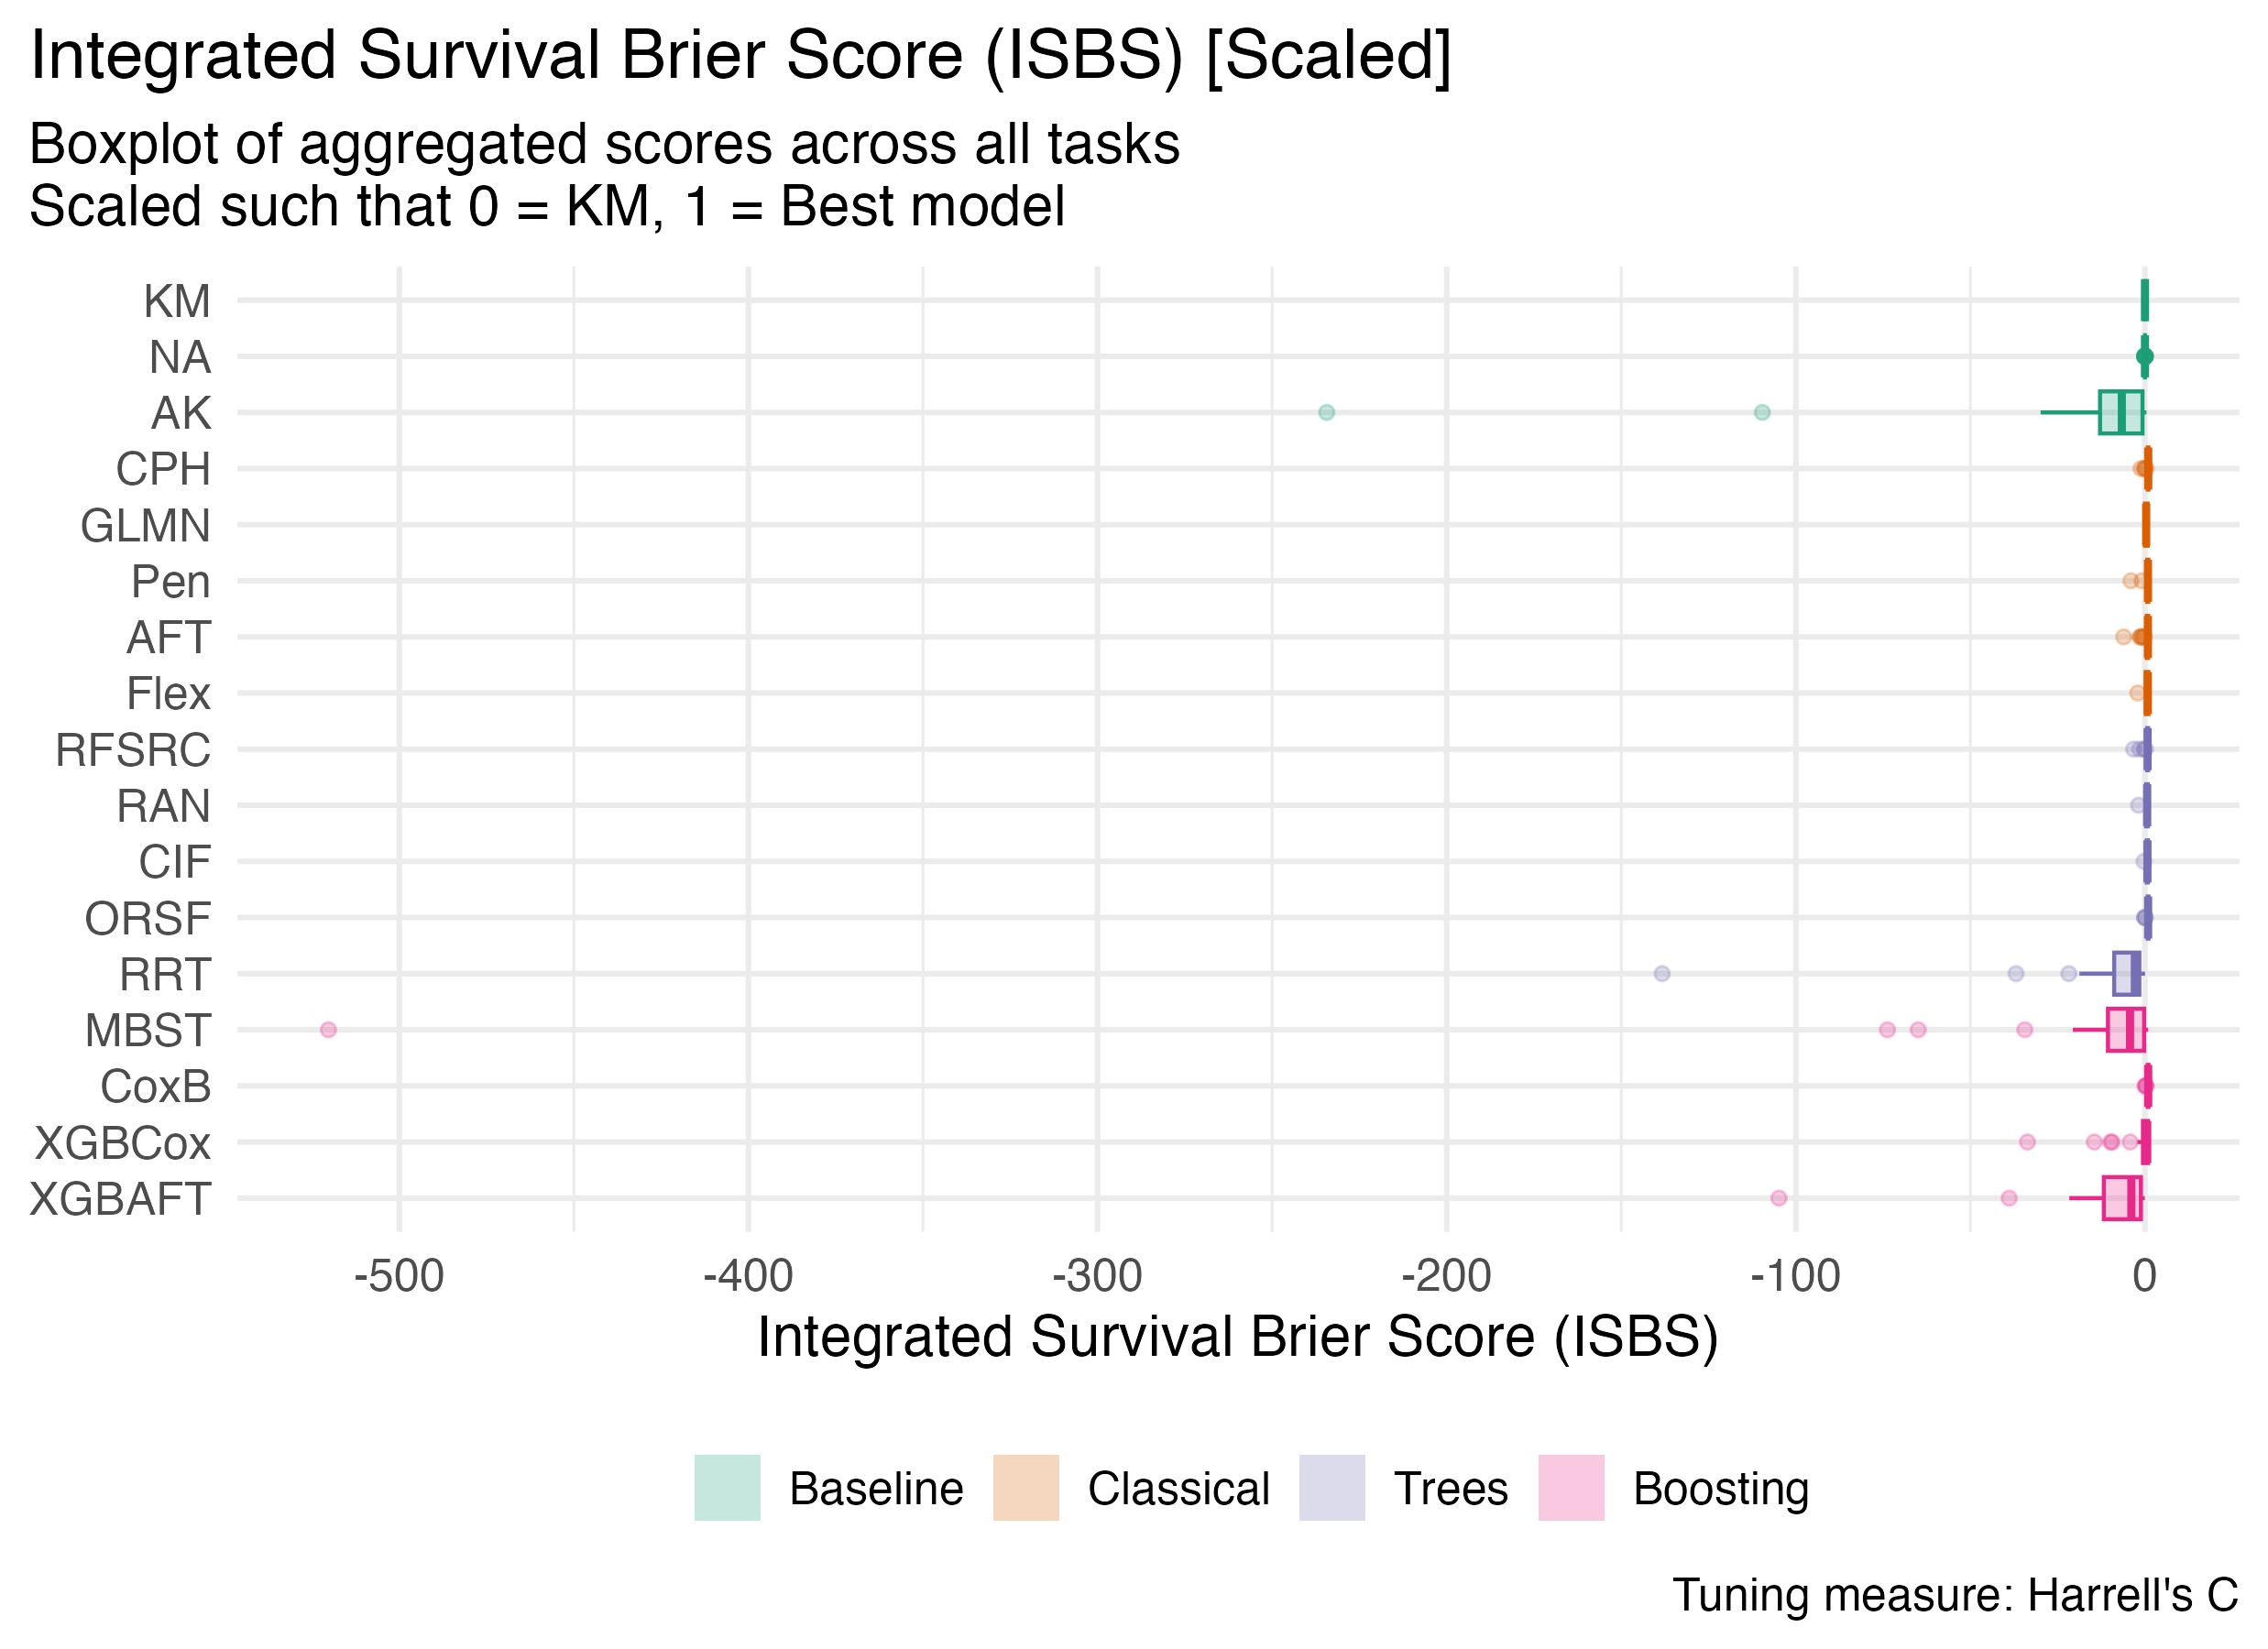 Integrated Survival Brier Score (ISBS) [Scaled]
Boxplot of aggregated scores across all tasks
Scaled such that 0 = KM, 1 = Best model
KM
NA
AK
CPH
GLMN
Pen
AFT
Flex
RFSRC
RAN
CIF
ORSF
RRT
MBST
CoxB
XGBCox
XGBAFT
-500 -400 -300 -200 -100 0
Integrated Survival Brier Score (ISBS)
Baseline Classical Trees Boosting
Tuning measure: Harrell's C